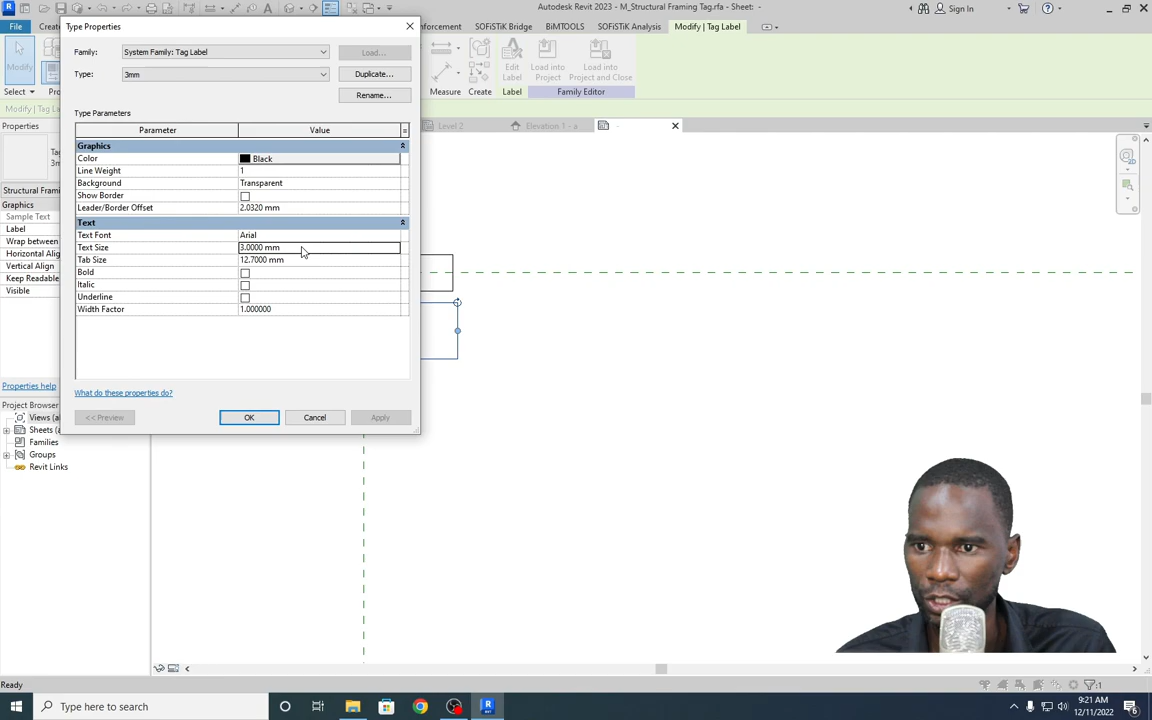 Autodesk Revit 2023 - M_Structural Framing Tag.rfa - Sheet: -
Sign In
File
SOFiSTiK Bridge
BiMTOOLS
SOFiSTiK Analysis
Modify | Tag Label
Modify
Select
Measure
Create
Edit
Label
Label
Load into
Project
Load into
Project and Close
Family Editor
Properties
Level 2
Elevation 1 - a
3m
Graphics
Sample Text
Label
Wrap between
Horizontal Align
Vertical Align
Keep Readable
Visible
Properties help
Sheets (a
Families
Groups
Revit Links
Type Properties
Family:
System Family: Tag Label
Load...
Type:
3mm
Duplicate...
Rename...
Type Parameters
Parameter
Value
=
Graphics
Color
Black
Line Weight
1
Background
Transparent
Show Border
Leader/Border Offset
2.0320 mm
Text
Text Font
Arial
Text Size
3.0000 mm
Tab Size
12.7000 mm
Bold
Italic
Underline
Width Factor
1.000000
What do these properties do?
<< Preview
OK
Cancel
Apply
Ready
:1
Type here to search
9:21 AM
12/11/2022